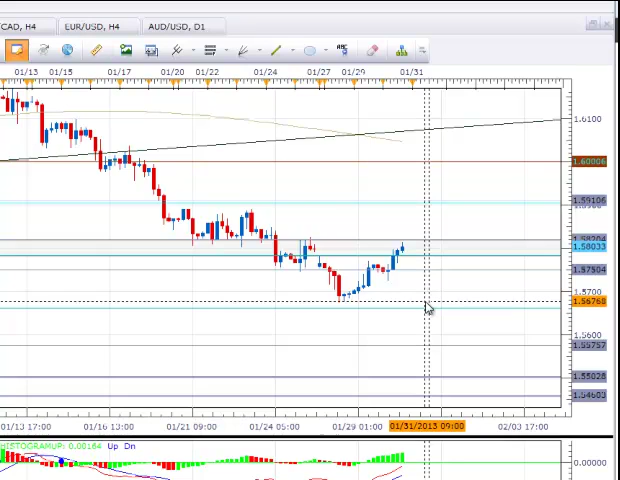 CAD, H4 EUR/USD, H4 AUD/USD, D1
ABC
01/13 01/15 01/17 01/20 01/22 01/24 01/27 01/29 01/31
1.6100
1.60006
1.59106
1.58033
1.57504
1.5700
1.56768
1.5600
1.55757
1.55028
1.54603
01/13 17:00 01/16 13:00 01/21 09:00 01/24 05:00 01/29 01:00 01/31/2013 09:00 02/03 17:00
HISTOGRAMUP: 0.00164 Up Dn
0.00000